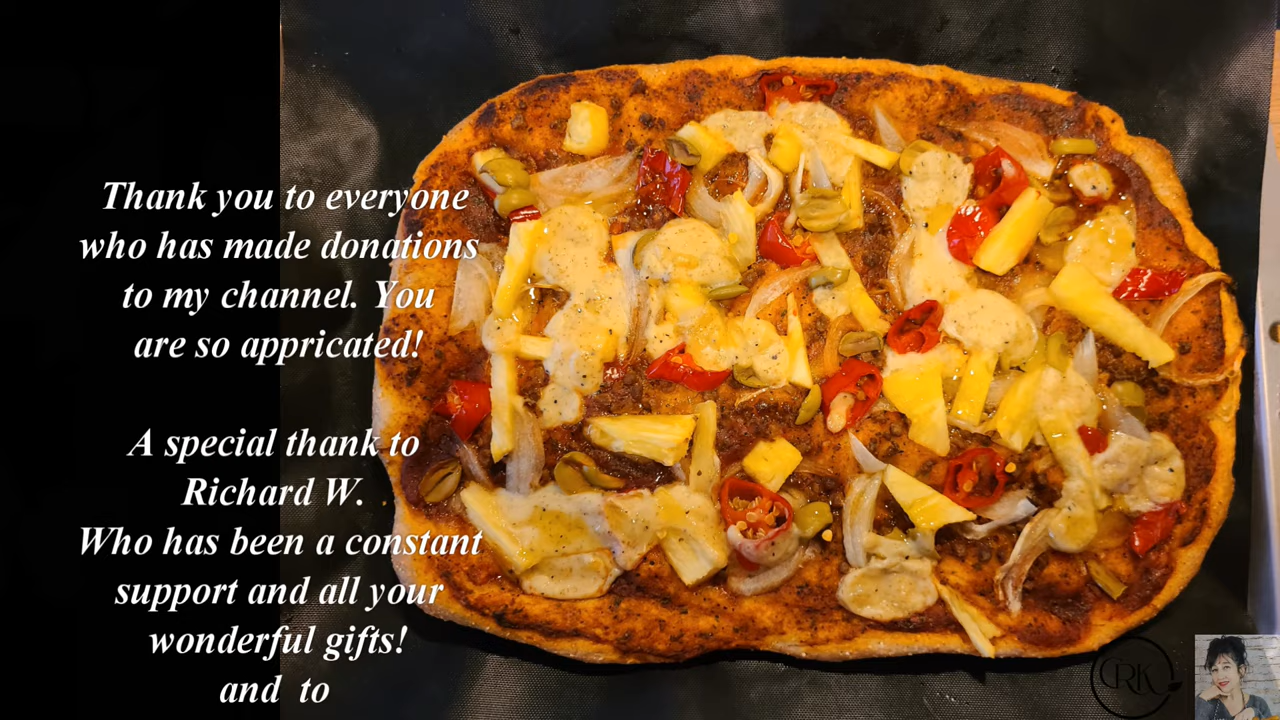 Thank you to everyone
who has made donations
to my channel. You
are so appricated!
A special thank to
Richard W.
Who has been a constant
support and all your
wonderful gifts!
and to
CRK